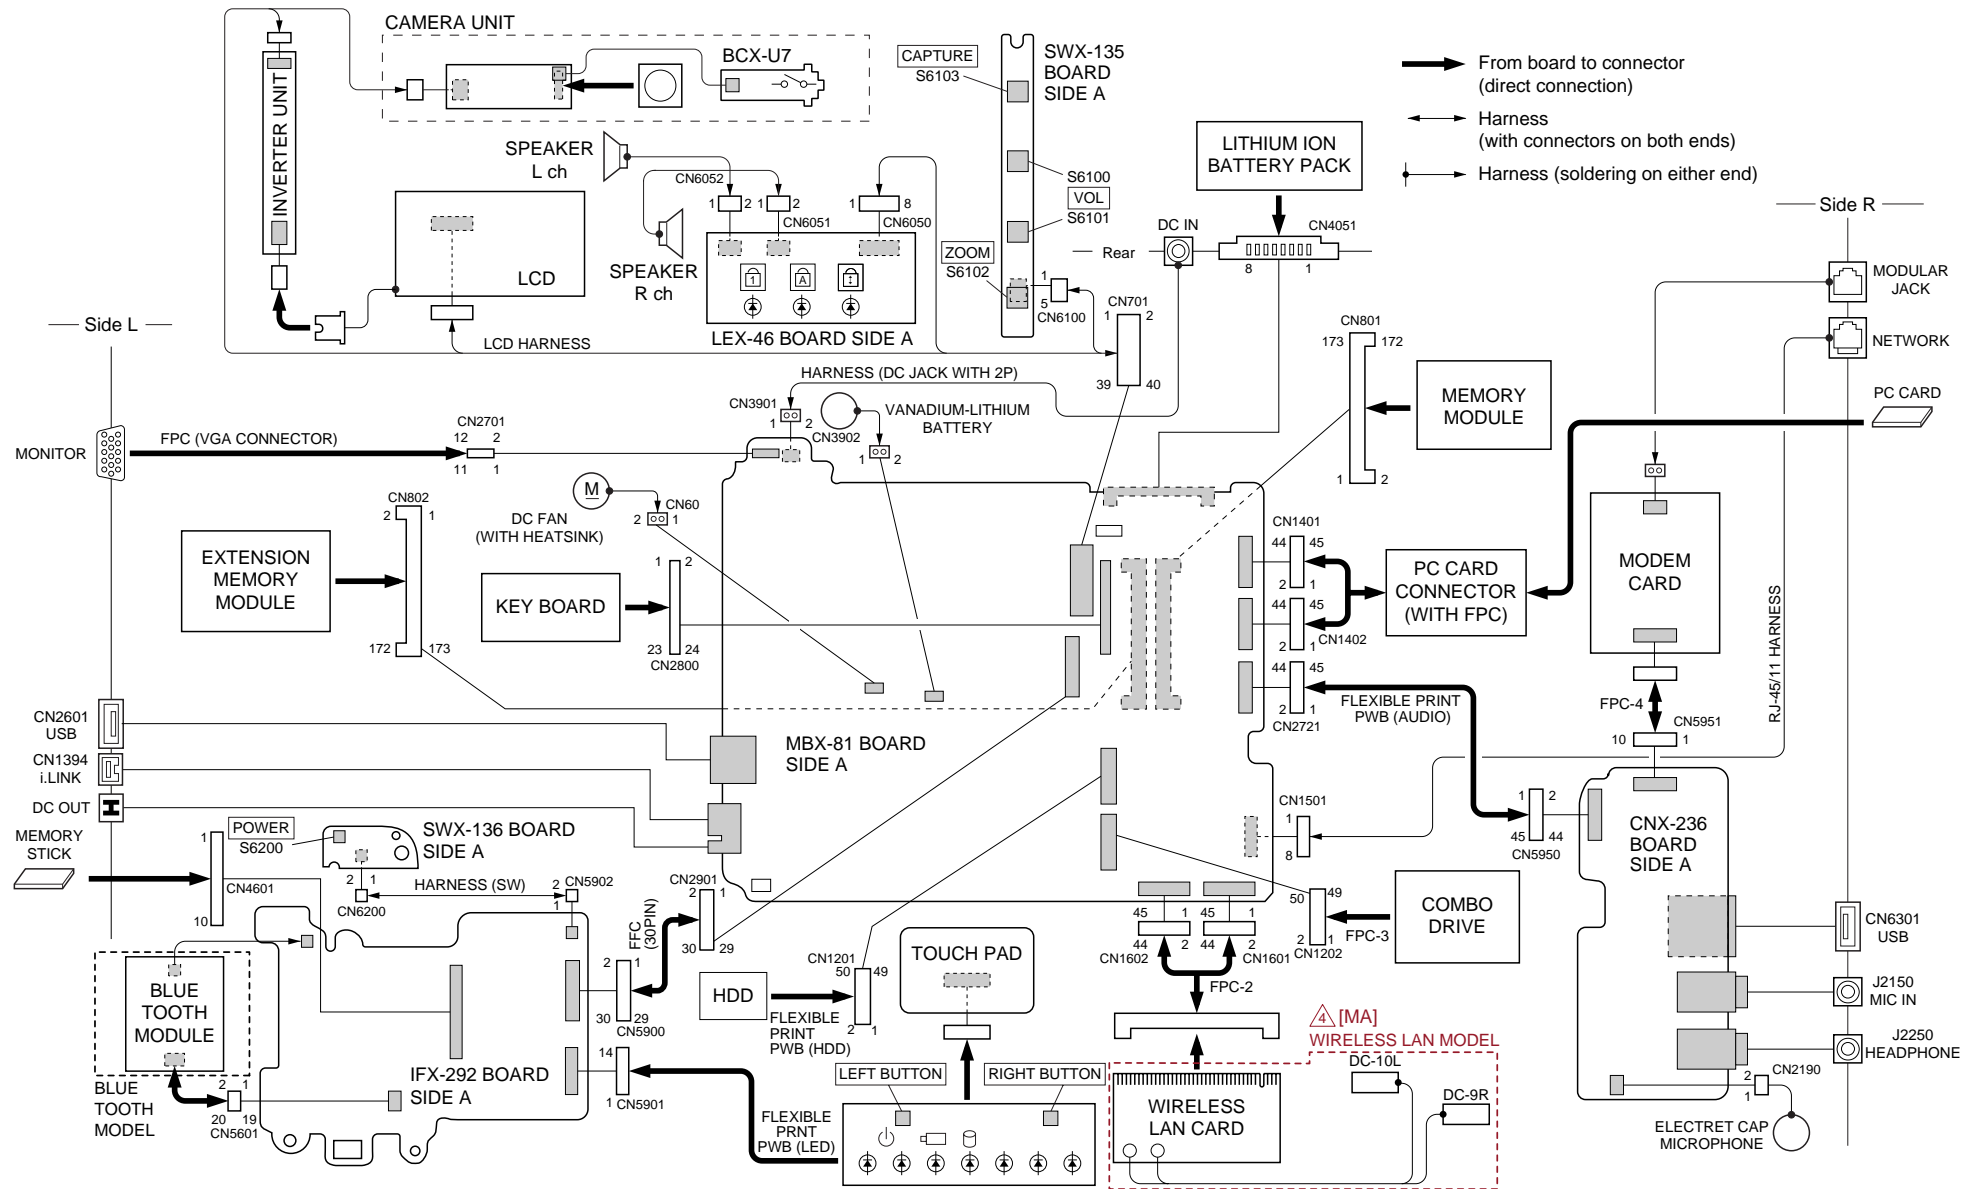 CAMERA UNIT
BCX-U7
INVERTER UNIT
SPEAKER
L ch
SPEAKER
R ch
LCD
LCD HARNESS
CN6052
1 2
1 2
CN6051
1 8
CN6050
1
A
LEX-46 BOARD SIDE A
CAPTURE
S6103
SWX-135
BOARD
SIDE A
S6100
VOL
S6101
ZOOM
S6102
1
5
CN6100
LITHIUM ION
BATTERY PACK
Rear
DC IN
CN4051
8 1
CN701
1 2
39 40
From board to connector
(direct connection)
Harness
(with connectors on both ends)
Harness (soldering on either end)
Side R
MODULAR
JACK
NETWORK
PC CARD
CN801
173 172
1 2
MEMORY
MODULE
Side L
MONITOR
FPC (VGA CONNECTOR)
CN2701
12 2
11 1
HARNESS (DC JACK WITH 2P)
CN3901
1 2
CN3902
VANADIUM-LITHIUM
BATTERY
1 2
M
DC FAN
(WITH HEATSINK)
CN60
2 1
EXTENSION
MEMORY
MODULE
CN802
2 1
172 173
KEY BOARD
1 2
23 24
CN2800
CN1401
44 45
2 1
44 45
2 1
CN1402
44 45
2 1
CN2721
PC CARD
CONNECTOR
(WITH FPC)
MODEM
CARD
RJ-45/11 HARNESS
FLEXIBLE PRINT
PWB (AUDIO)
FPC-4
CN5951
10 1
CN2601
USB
CN1394
i.LINK
DC OUT
MEMORY
STICK
MBX-81 BOARD
SIDE A
CN1501
1
8
1 2
45 44
CN5950
CNX-236
BOARD
SIDE A
1
CN4601
10
POWER
S6200
SWX-136 BOARD
SIDE A
2 1
CN6200
HARNESS (SW)
2
CN5902
1
FFC
(30PIN)
CN2901
2 1
30 29
2 1
30 29
CN5900
14
1
CN5901
BLUE
TOOTH
MODULE
BLUE
TOOTH
MODEL
2 1
20 19
CN5601
IFX-292 BOARD
SIDE A
HDD
FLEXIBLE
PRINT
PWB (HDD)
CN1201
50 49
2 1
TOUCH PAD
LEFT BUTTON
RIGHT BUTTON
FLEXIBLE
PRNT
PWB (LED)
45 1
44 2
CN1602
45 1
44 2
CN1601
FPC-2
50 49
2 1
CN1202
FPC-3
COMBO
DRIVE
4 [MA]
WIRELESS LAN MODEL
DC-10L
DC-9R
WIRELESS
LAN CARD
CN6301
USB
J2150
MIC IN
J2250
HEADPHONE
CN2190
2
1
ELECTRET CAP
MICROPHONE